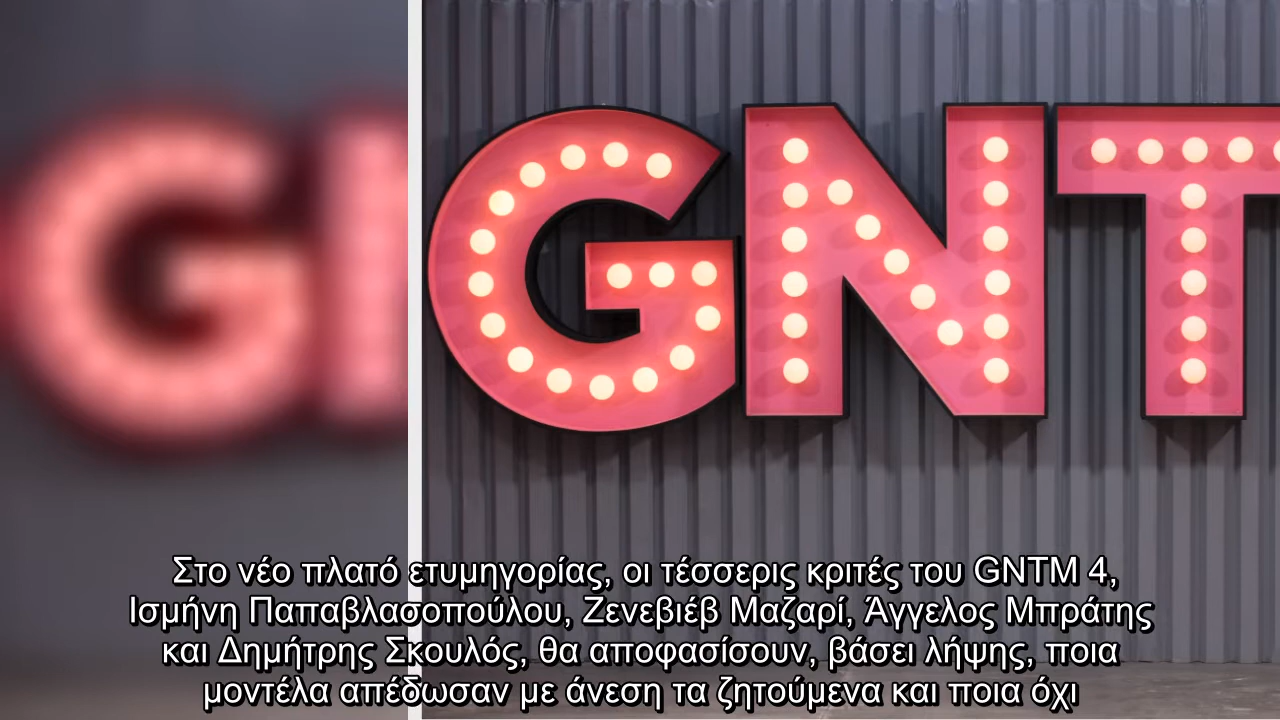 GI
GNT
Στο νέο πλατό ετυμηγορίας, οι τέσσερις κριτές του GNTM 4,
Ισμήνη Παπαβλασοπούλου, Ζενεβιέβ Μαζαρί, Άγγελος Μπράτης
και Δημήτρης Σκουλός, θα αποφασίσουν, βάσει λήψης, ποια
μοντέλα απέδωσαν με άνεση τα ζητούμενα και ποια όχι